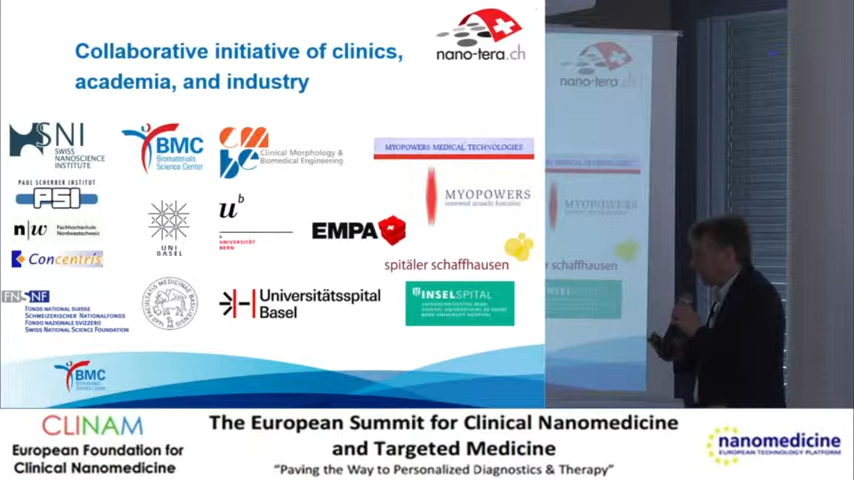 Collaborative initiative of clinics,
academia, and industry
nano-tera.ch
SNI
SWISS
NANOSCIENCE
INSTITUTE
BMC
Biomaterials
Science Center
Clinical Morphology &
Biomedical Engineering
MYOPOWERS MEDICAL TECHNOLOGIES
PAUL SCHERRER INSTITUT
PSI
n|w Fachhochschule
Nordwestschweiz
Concentris
UNI
BASEL
u^b
b
UNIVERSITÄT
BERN
EMPA
MYOPOWERS
spitäler schaffhausen
FNSNF
FONDS NATIONAL SUISSE
SCHWEIZERISCHER NATIONALFONDS
FONDO NAZIONALE SVIZZERO
SWISS NATIONAL SCIENCE FOUNDATION
Universitätsspital
Basel
INSELSPITAL
BMC
nano-tera.ch
MEDICAL TECHNOLOGIES
MYOPOWERS
schaffhausen
CLINAM
European Foundation for
Clinical Nanomedicine
The European Summit for Clinical Nanomedicine
and Targeted Medicine
“Paving the Way to Personalized Diagnostics & Therapy”
nanomedicine
EUROPEAN TECHNOLOGY PLATFORM